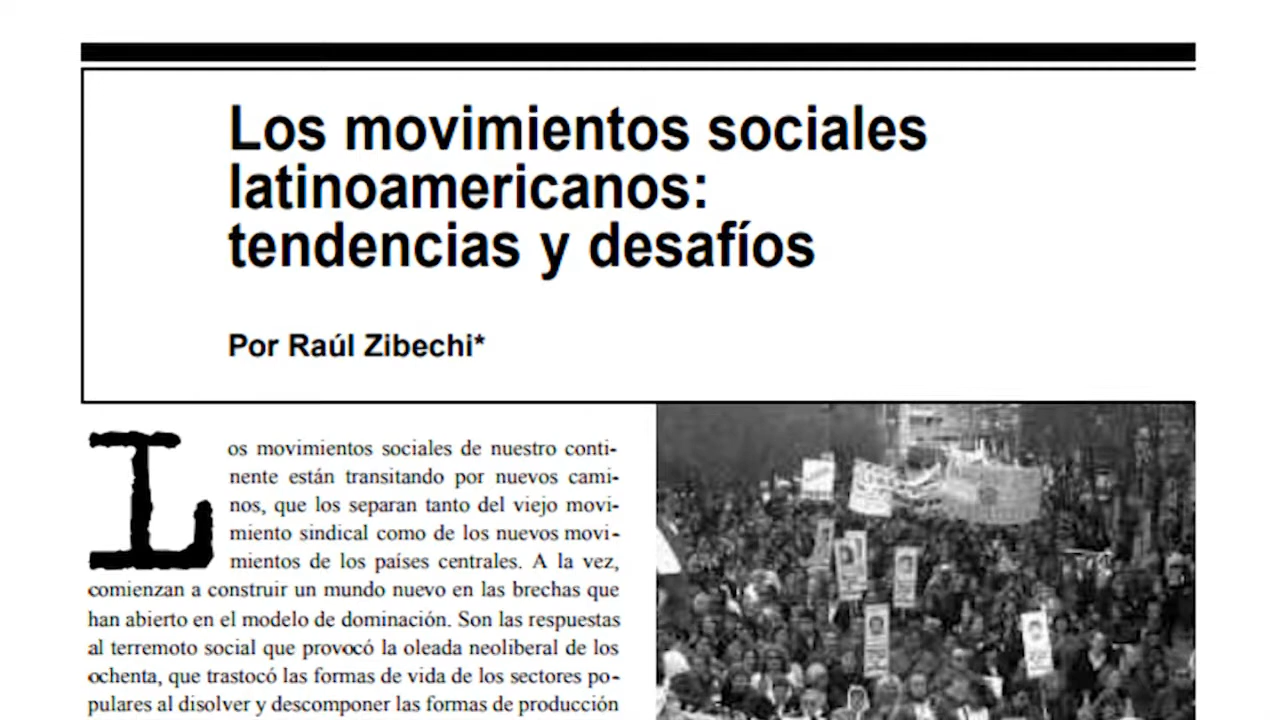 Los movimientos sociales
latinoamericanos:
tendencias y desafíos
Por Raúl Zibechi*
Los movimientos sociales de nuestro conti-
nente están transitando por nuevos cami-
nos, que los separan tanto del viejo movi-
miento sindical como de los nuevos movi-
mientos de los países centrales. A la vez,
comienzan a construir un mundo nuevo en las brechas que
han abierto en el modelo de dominación. Son las respuestas
al terremoto social que provocó la oleada neoliberal de los
ochenta, que trastocó las formas de vida de los sectores po-
pulares al disolver y descomponer las formas de producción